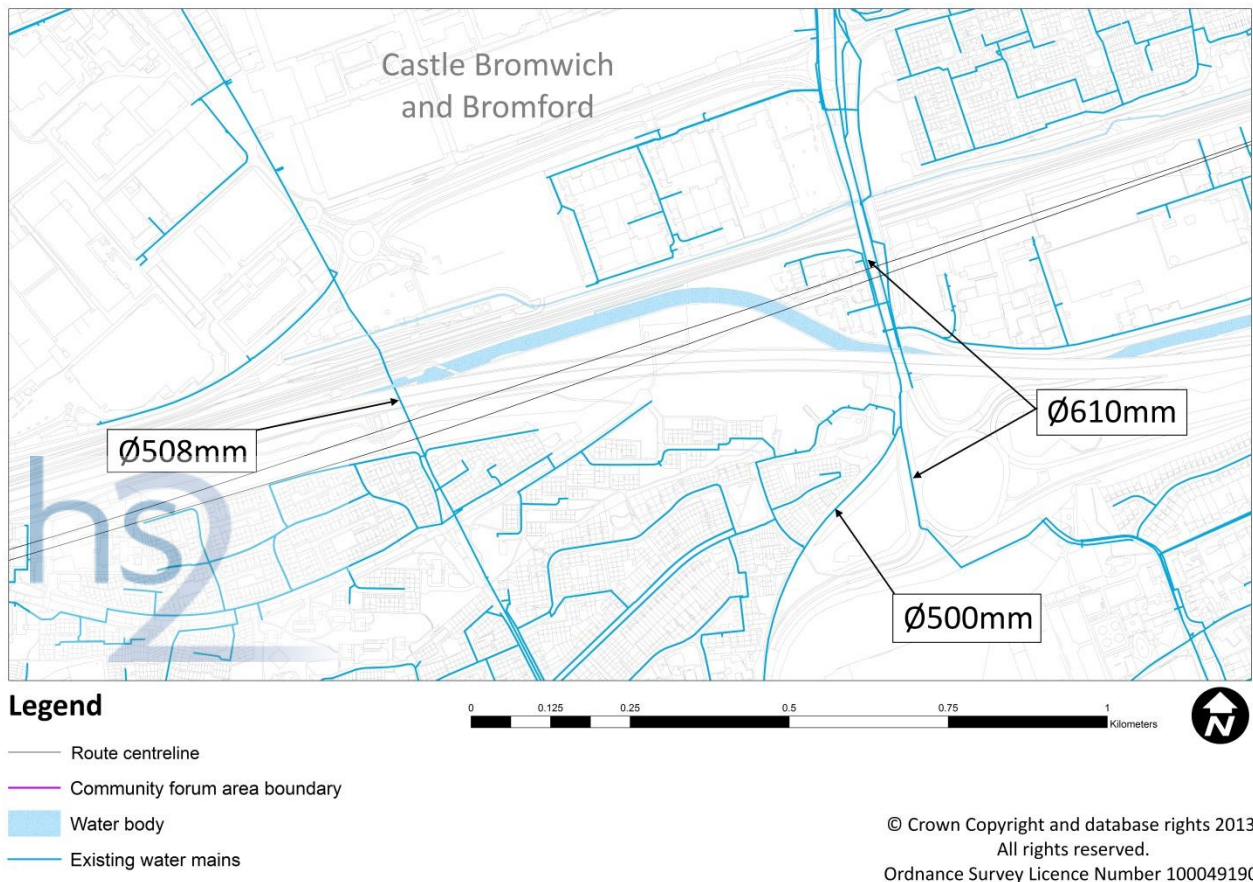 Castle Bromwich
and Bromford
Ø508mm
Ø610mm
Ø500mm
hs2
Legend
Route centreline
Community forum area boundary
Water body
Existing water mains
0 0.125 0.25 0.5 0.75 1
Kilometers
N
© Crown Copyright and database rights 2013
All rights reserved.
Ordnance Survey Licence Number 100049190